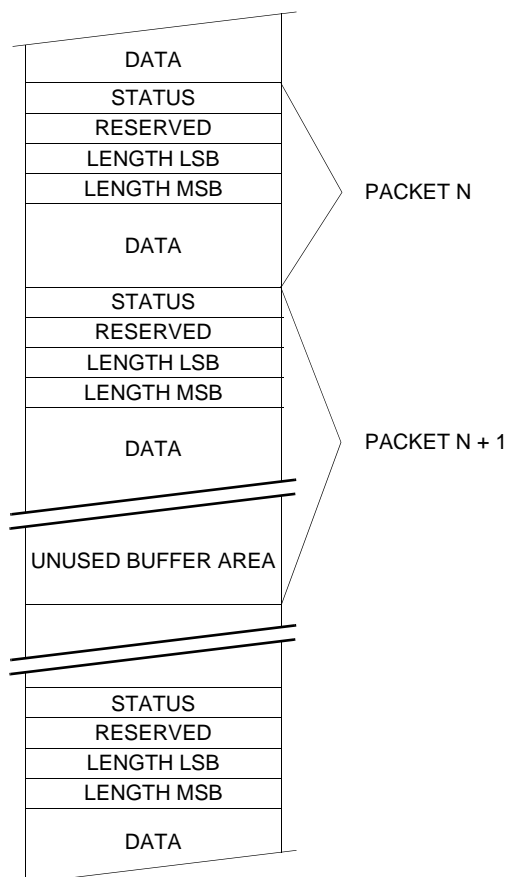 DATA
STATUS
RESERVED
LENGTH LSB
LENGTH MSB
PACKET N
DATA
STATUS
RESERVED
LENGTH LSB
LENGTH MSB
DATA
PACKET N + 1
UNUSED BUFFER AREA
STATUS
RESERVED
LENGTH LSB
LENGTH MSB
DATA